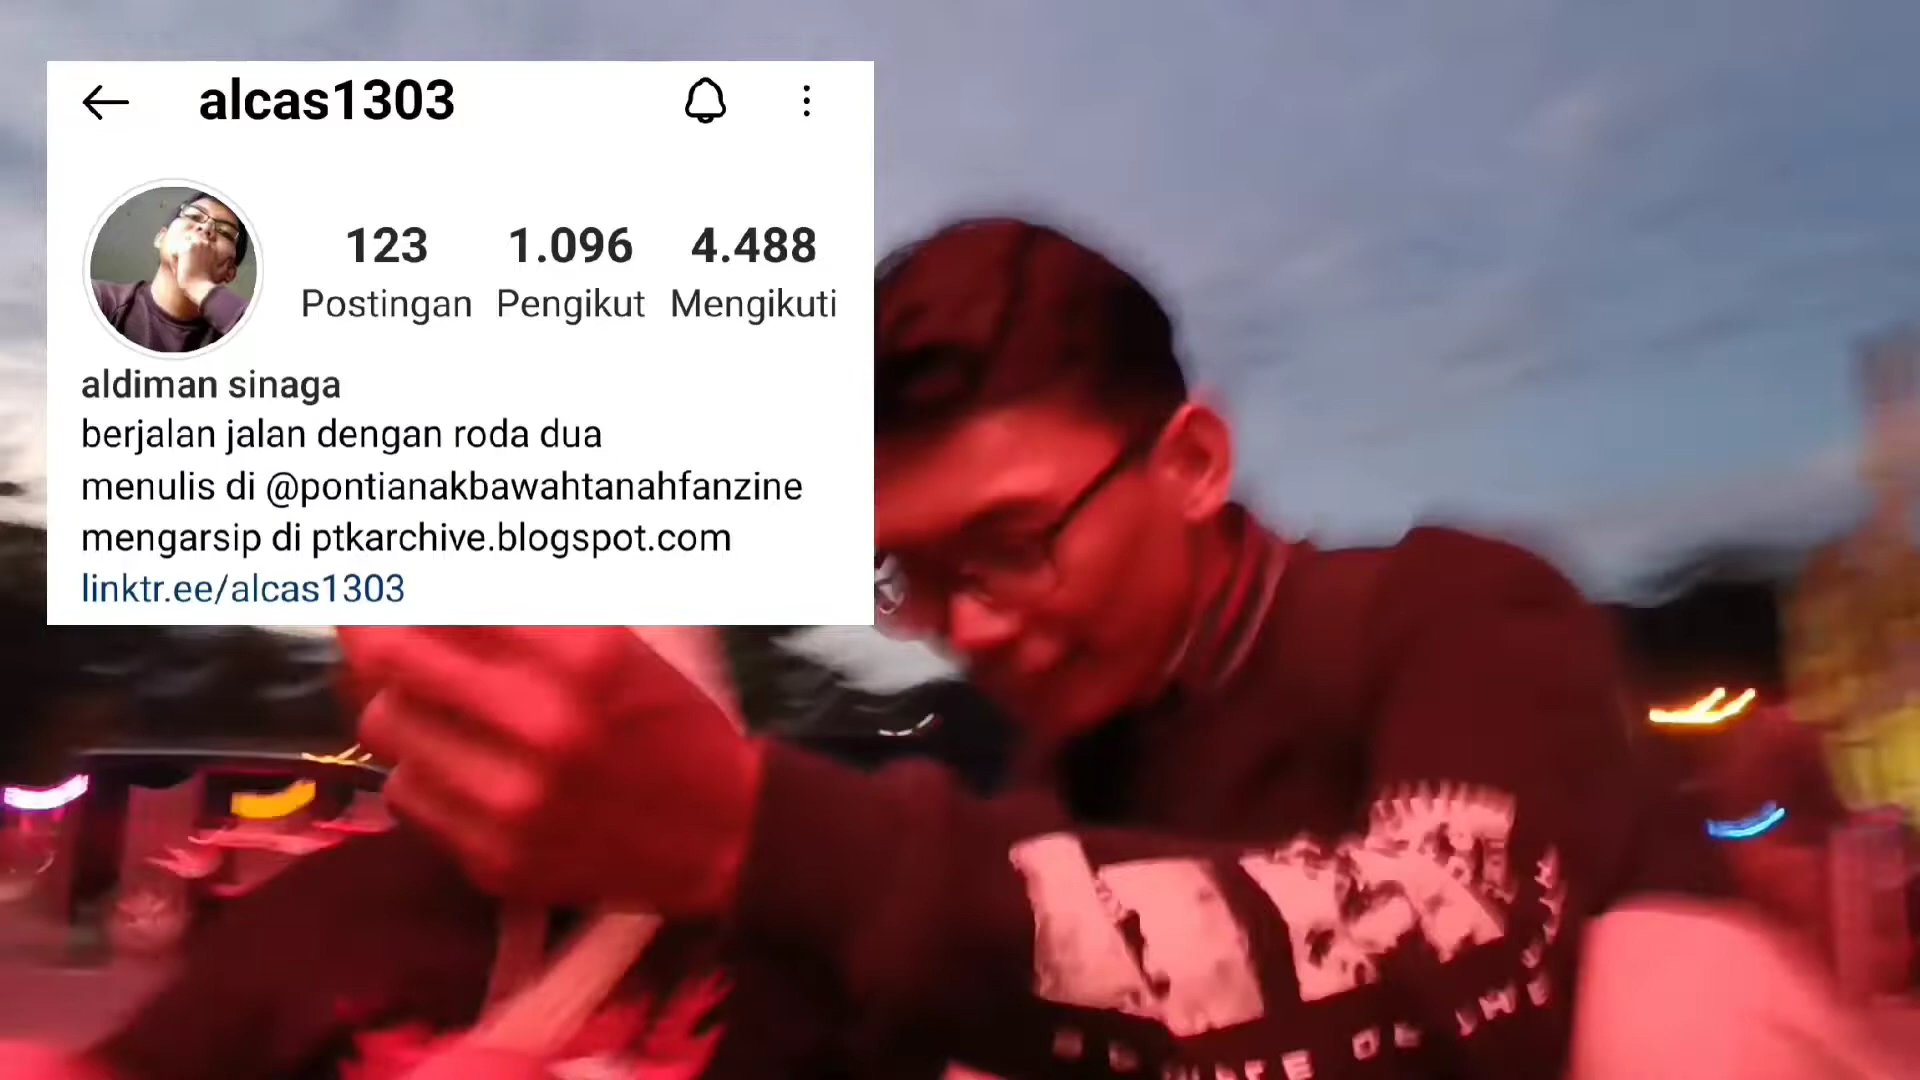 alcas1303
123 1.096 4.488
Postingan Pengikut Mengikuti
aldiman sinaga
berjalan jalan dengan roda dua
menulis di @pontianakbawahtanahfanzine
mengarsip di ptkarchive.blogspot.com
linktr.ee/alcas1303